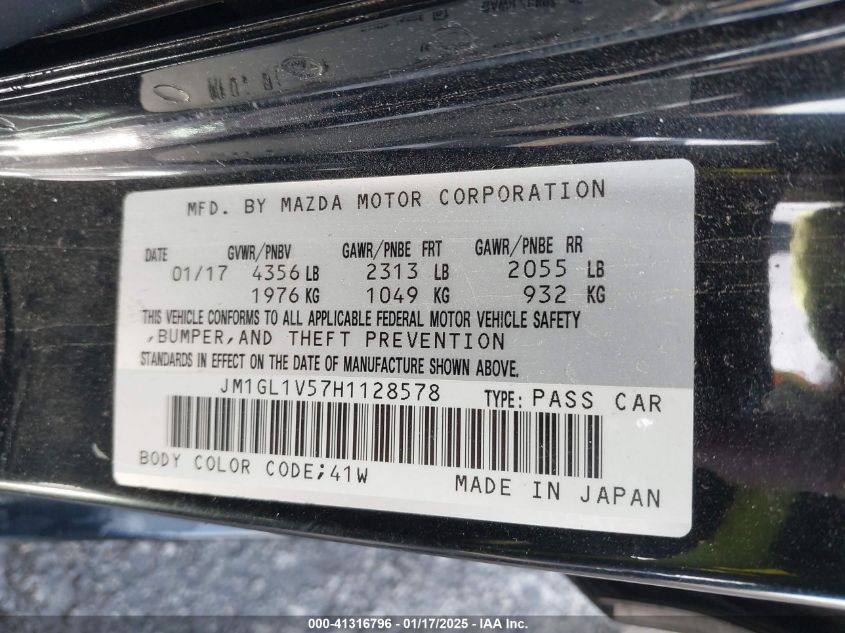 MFD. BY MAZDA MOTOR CORPORATION
DATE GVWR/PNBV GAWR/PNBE FRT GAWR/PNBE RR
01/17 4356 LB 2313 LB 2055 LB
1976 KG 1049 KG 932 KG
THIS VEHICLE CONFORMS TO ALL APPLICABLE FEDERAL MOTOR VEHICLE SAFETY
,BUMPER,AND THEFT PREVENTION
STANDARDS IN EFFECT ON THE DATE OF MANUFACTURE SHOWN ABOVE.
JM1GL1V57H1128578 TYPE: PASS CAR
BODY COLOR CODE;41W MADE IN JAPAN
000-41316796 - 01/17/2025 - IAA Inc.